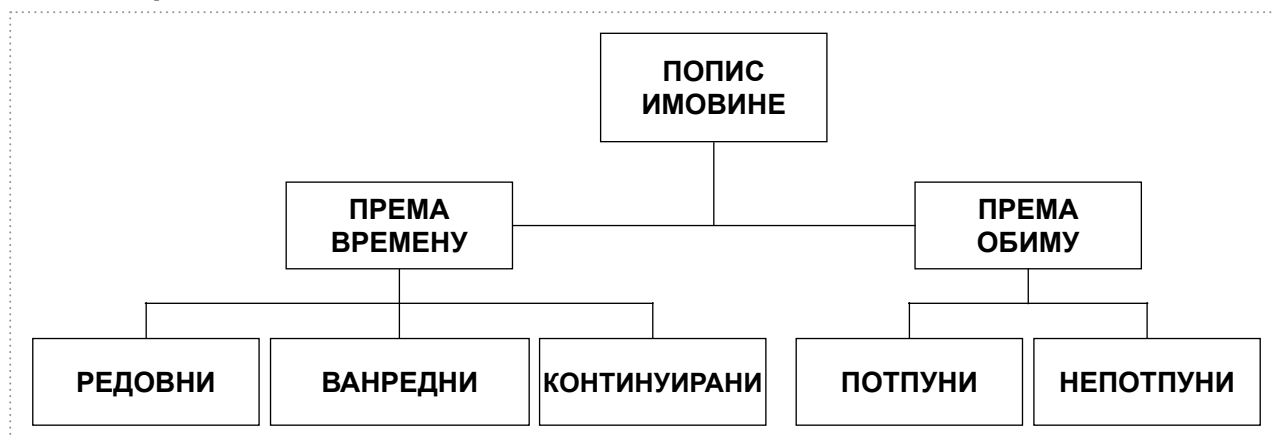 ПОПИС
ИМОВИНЕ
ПРЕМА
ВРЕМЕНУ
ПРЕМА
ОБИМУ
РЕДОВНИ
ВАНРЕДНИ
КОНТИНУИРАНИ
ПОТПУНИ
НЕПОТПУНИ